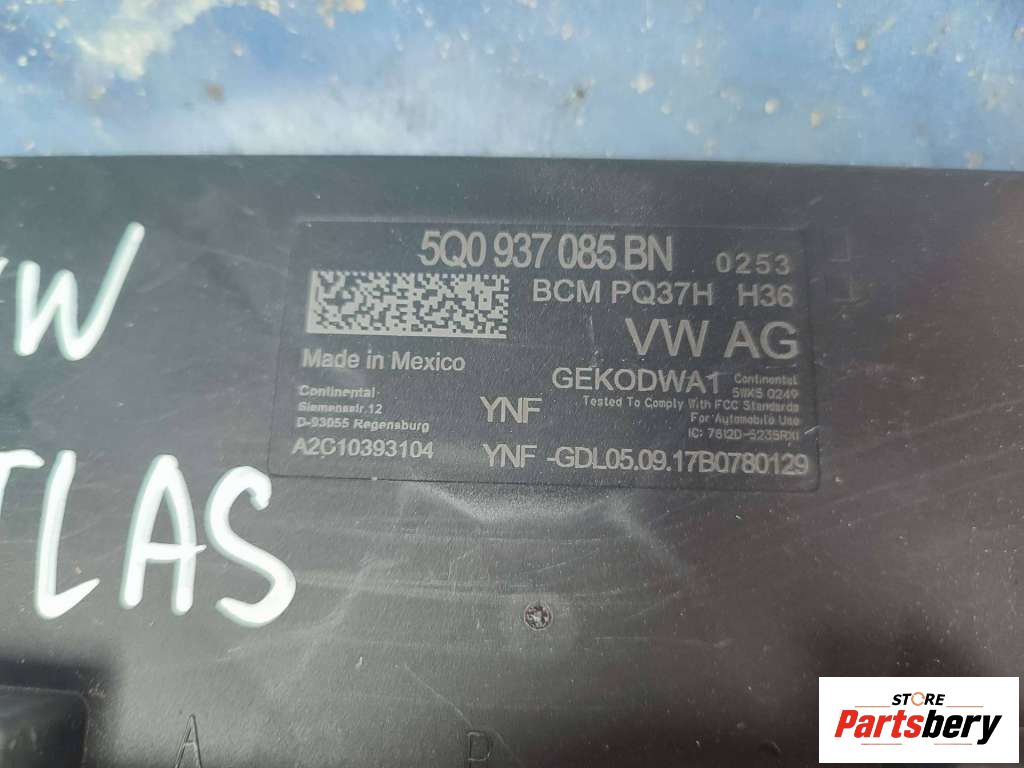 5Q0 937 085 BN 0253
BCM PQ37H H36
VW AG
Made in Mexico
GEKODWA1
Continental
Siemensstr.12
D-93055 Regensburg
YNF
Continental
5WK5 0249
Tested To Comply With FCC Standards
For Automobile Use
IC: 7812D-5235RXI
A2C10393104
YNF -GDL05.09.17B0780129
VW
TLAS
A
STORE
Partsbery